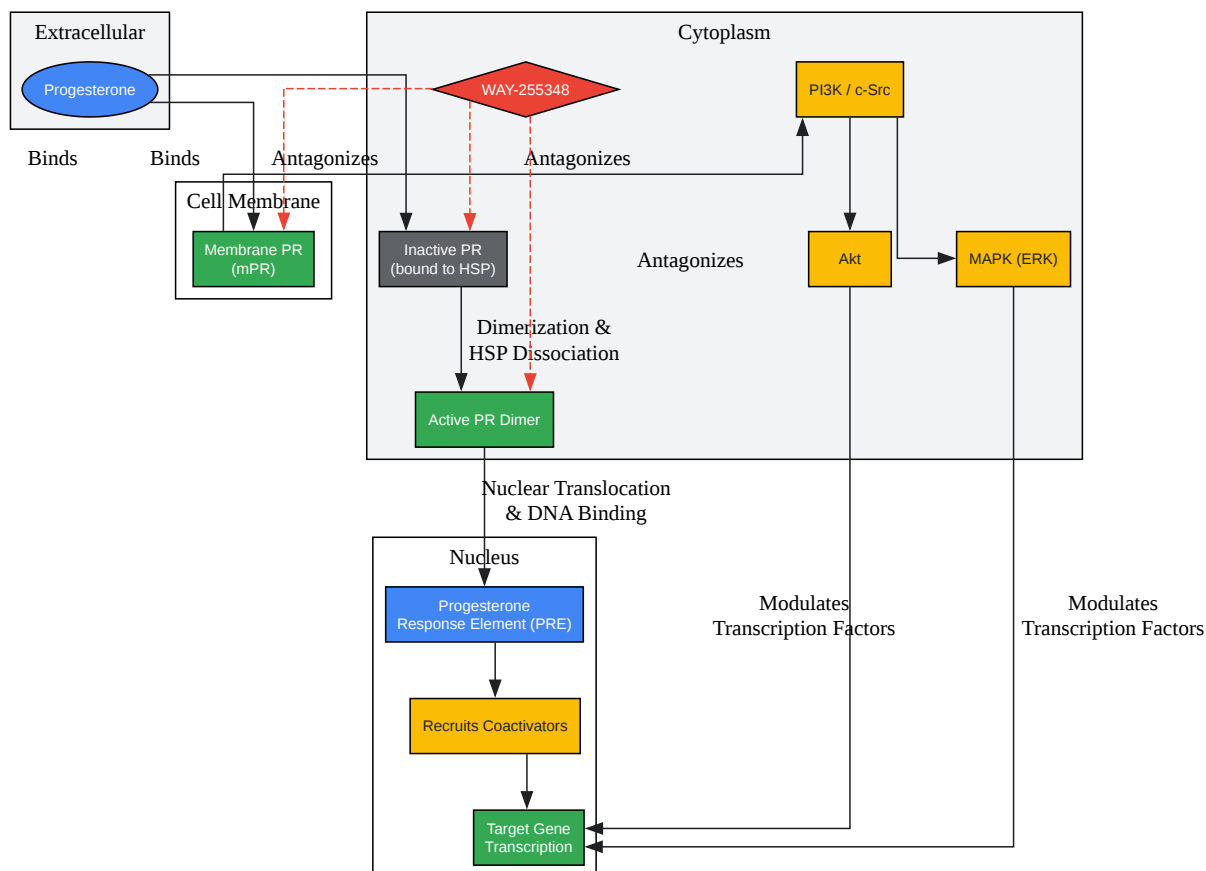 Extracellular
Cytoplasm
Progesterone
WAY-255348
PI3K / c-Src
Binds
Binds
Antagonizes
Antagonizes
Cell Membrane
Membrane PR
(mPR)
Inactive PR
(bound to HSP)
Antagonizes
Akt
MAPK (ERK)
Dimerization &
HSP Dissociation
Active PR Dimer
Nuclear Translocation
& DNA Binding
Nucleus
Progesterone
Response Element (PRE)
Modulates
Transcription Factors
Modulates
Transcription Factors
Recruits Coactivators
Target Gene
Transcription